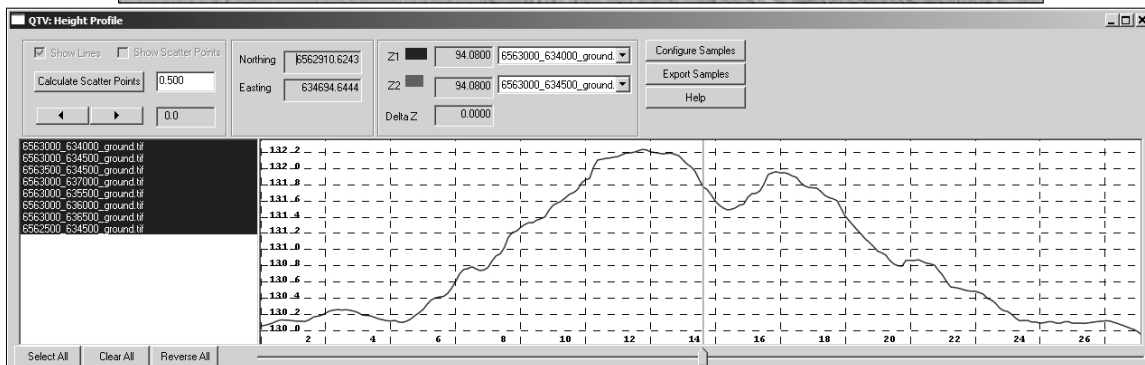 QTV: Height Profile
Show Lines Show Scatter Points
Calculate Scatter Points 0.500
0.0
Northing 6562910.6243
Easting 634694.6444
Z1 94.0800 6563000_634000_ground.
Z2 94.0800 6563000_634500_ground.
Delta Z 0.0000
Configure Samples
Export Samples
Help
6563000_634000_ground.tif
6563000_634500_ground.tif
6563500_634500_ground.tif
6563000_637000_ground.tif
6563000_635500_ground.tif
6563000_636000_ground.tif
6563000_636500_ground.tif
6562500_634500_ground.tif
132.2
132.0
131.8
131.6
131.4
131.2
131.0
130.8
130.6
130.4
130.2
130.0
2 4 6 8 10 12 14 16 18 20 22 24 26
Select All Clear All Reverse All